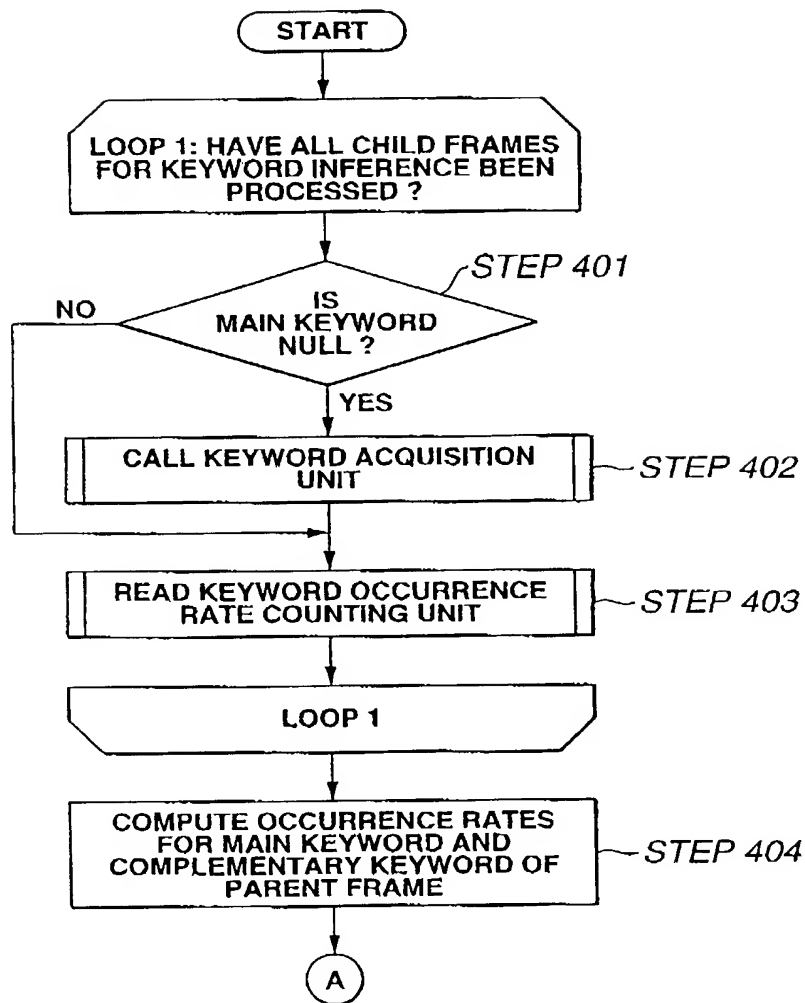 START
LOOP 1: HAVE ALL CHILD FRAMES
FOR KEYWORD INFERENCE BEEN
PROCESSED ?
STEP 401
IS
MAIN KEYWORD
NULL ?
NO
YES
CALL KEYWORD ACQUISITION
UNIT
STEP 402
READ KEYWORD OCCURRENCE
RATE COUNTING UNIT
STEP 403
LOOP 1
COMPUTE OCCURRENCE RATES
FOR MAIN KEYWORD AND
COMPLEMENTARY KEYWORD OF
PARENT FRAME
STEP 404
A